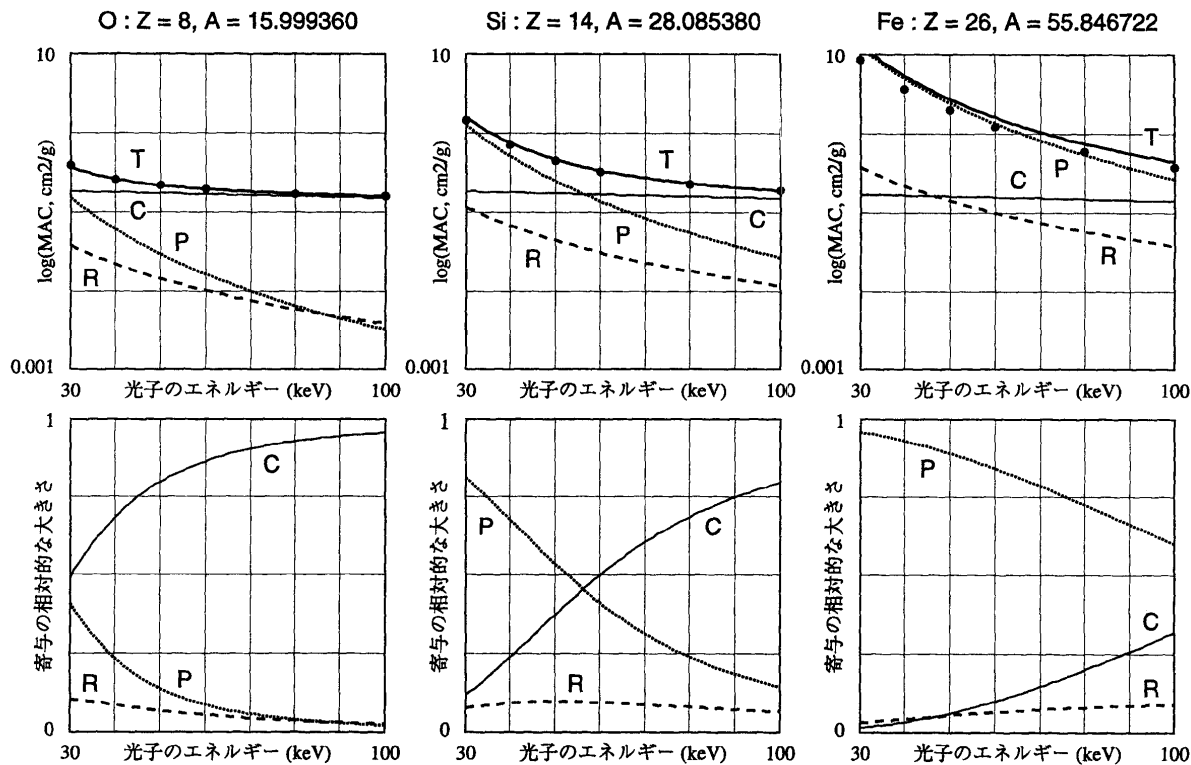 O : Z = 8, A = 15.999360
Si : Z = 14, A = 28.085380
Fe : Z = 26, A = 55.846722
10
log(MAC, cm2/g)
T
C
P
R
0.001
30
光子のエネルギー (keV)
100
10
log(MAC, cm2/g)
T
C
P
R
0.001
30
光子のエネルギー (keV)
100
10
log(MAC, cm2/g)
T
P
C
R
0.001
30
光子のエネルギー (keV)
100
1
寄与の相対的な大きさ
C
P
R
0
30
光子のエネルギー (keV)
100
1
寄与の相対的な大きさ
P
C
R
0
30
光子のエネルギー (keV)
100
1
寄与の相対的な大きさ
P
C
R
0
30
光子のエネルギー (keV)
100